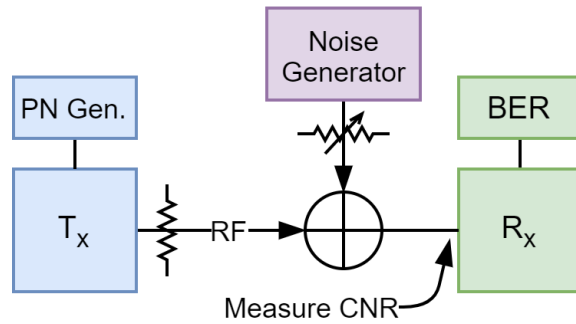 Noise
Generator
PN Gen.
BER
Tx
RF
Rx
Measure CNR